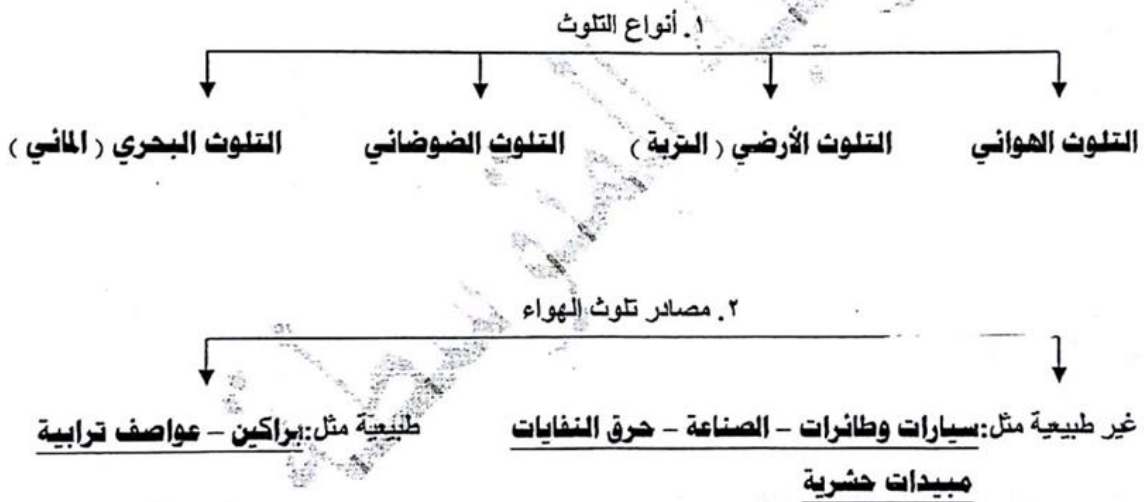 ١. أنواع التلوث
التلوث الهوائي
التلوث الأرضي ( التربة )
التلوث الضوضائي
التلوث البحري ( المائي )
٢. مصادر تلوث الهواء
غير طبيعية مثل: سيارات وطائرات – الصناعة – حرق النفايات
مبيدات حشرية
طبيعية مثل: براكين – عواصف ترابية